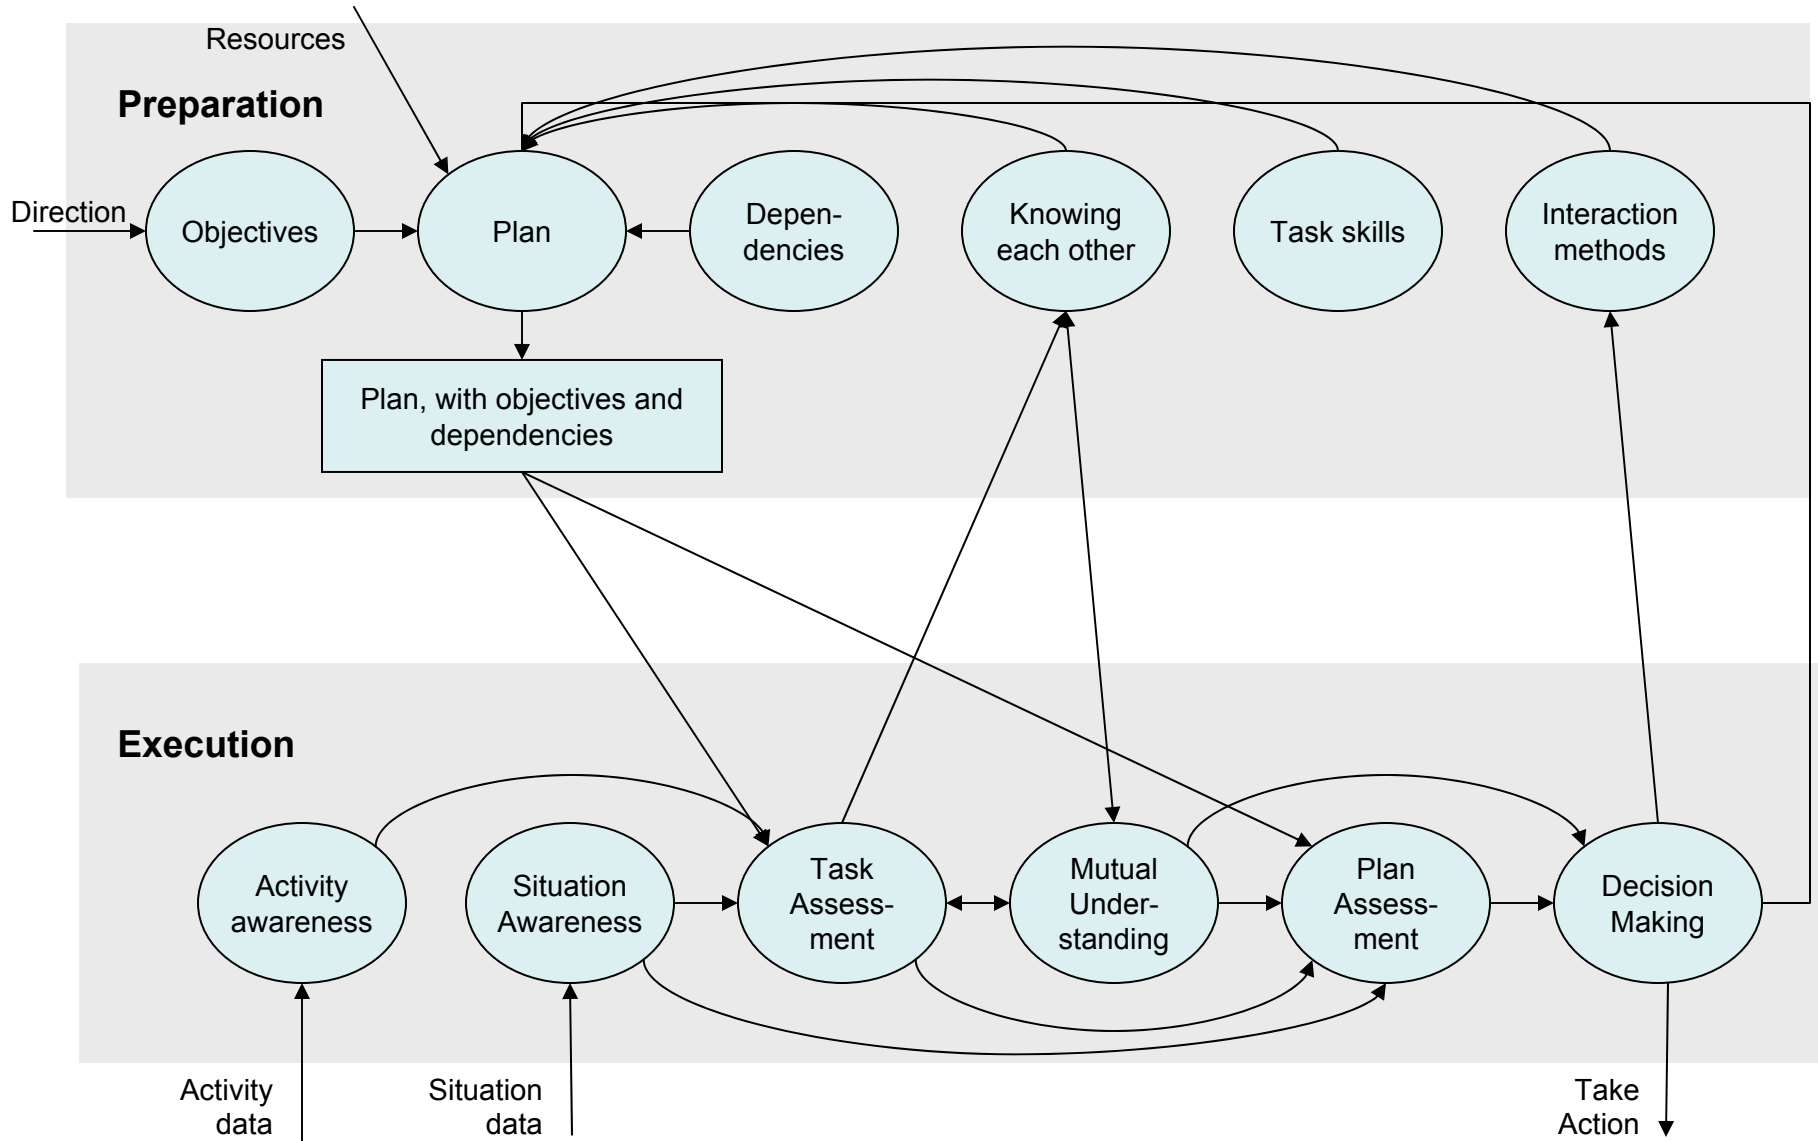 Resources
Preparation
Direction
Objectives
Plan
Depen-
dencies
Knowing
each other
Task skills
Interaction
methods
Plan, with objectives and
dependencies
Execution
Activity
awareness
Situation
Awareness
Task
Assess-
ment
Mutual
Under-
standing
Plan
Assess-
ment
Decision
Making
Activity
data
Situation
data
Take
Action